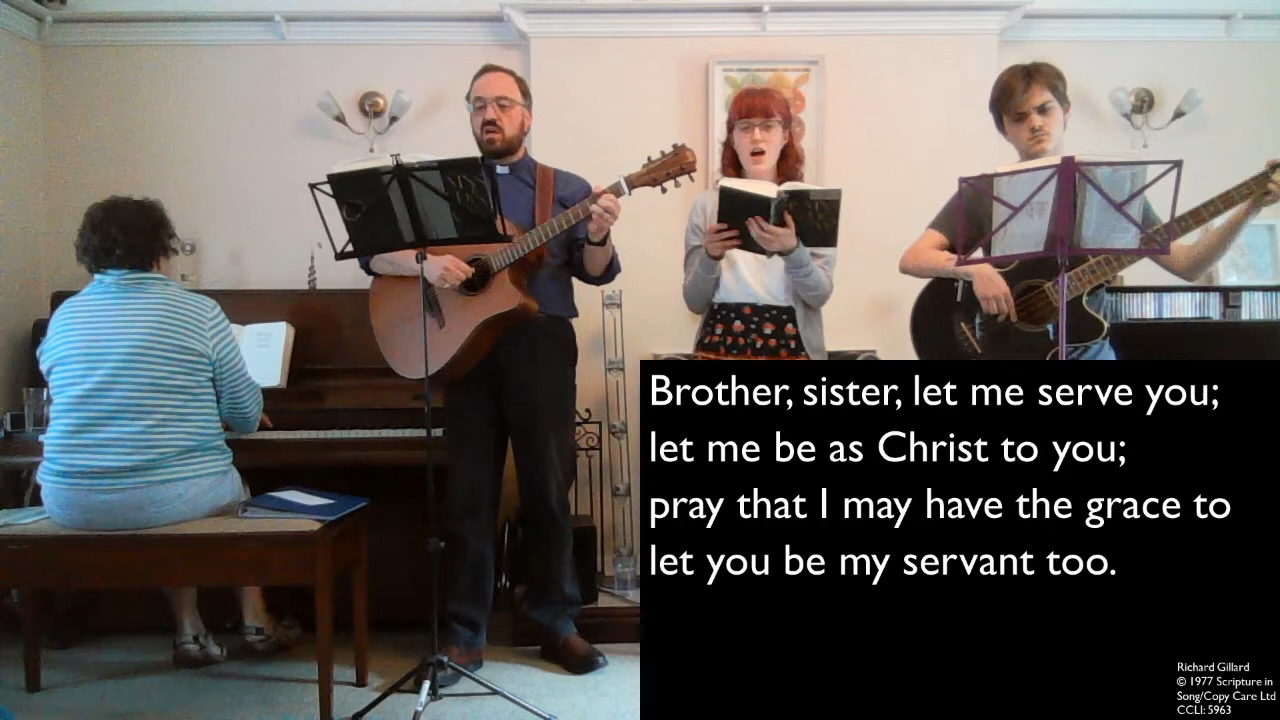 Brother, sister, let me serve you;
let me be as Christ to you;
pray that I may have the grace to
let you be my servant too.
Richard Gillard
© 1977 Scripture in
Song/Copy Care Ltd
CCLI: 5963